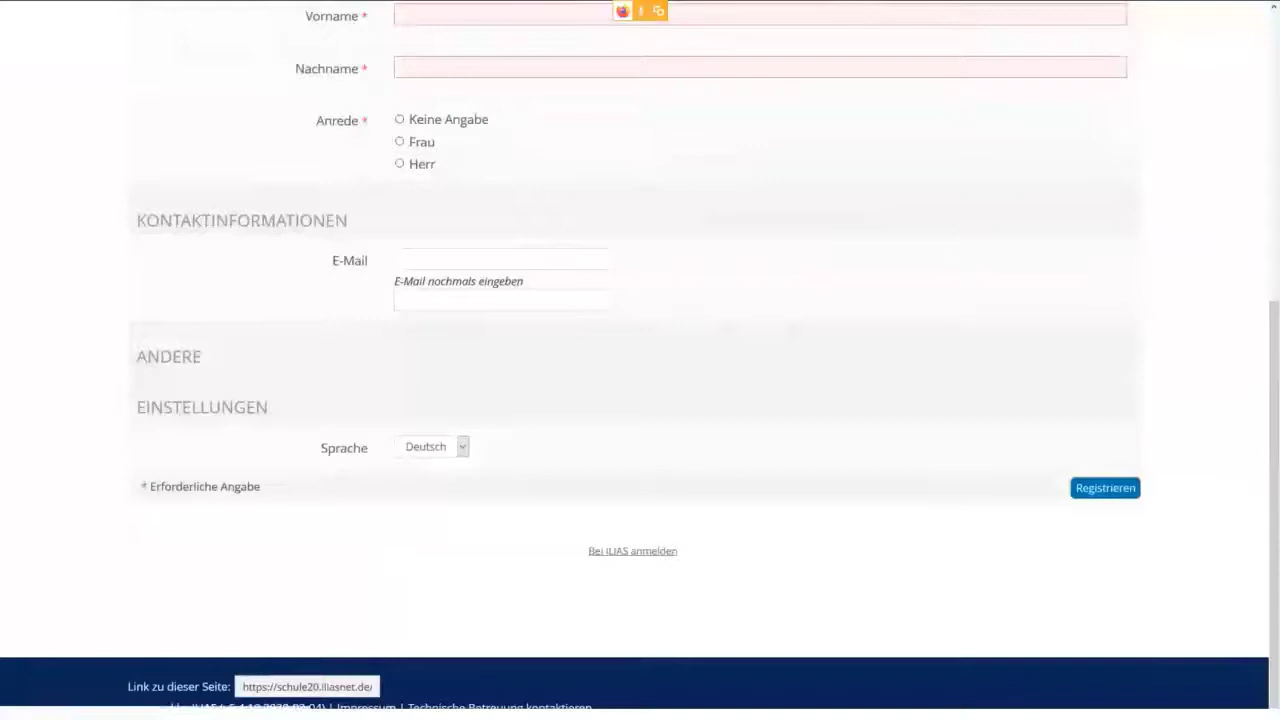 Vorname *
Nachname *
Anrede *
Keine Angabe
Frau
Herr
KONTAKTINFORMATIONEN
E-Mail
E-Mail nochmals eingeben
ANDERE
EINSTELLUNGEN
Sprache
Deutsch
* Erforderliche Angabe
Registrieren
Bei ILIAS anmelden
Link zu dieser Seite: https://schule20.iliasnet.de/
ILIAS | Impressum | Technische Betreuung kontaktieren